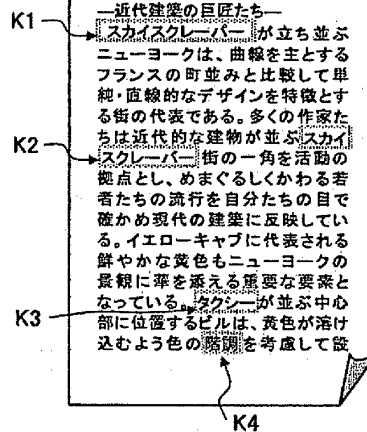 ―近代建築の巨匠たち―
K1
スカイスクレーパーが立ち並ぶ
ニューヨークは、曲線を主とする
フランスの町並みと比較して単
純・直線的なデザインを特徴とす
る街の代表である。多くの作家た
ちは近代的な建物が並ぶスカイ
K2
スクレーパー街の一角を活動の
拠点とし、めまぐるしくかわる若
者たちの流行を自分たちの目で
確かめ現代の建築に反映してい
る。イエローキャブに代表される
鮮やかな黄色もニューヨークの
景観に華を添える重要な要素と
なっている。タクシーが並ぶ中心
K3
部に位置するビルは、黄色が溶け
込むよう色の階調を考慮して設
K4